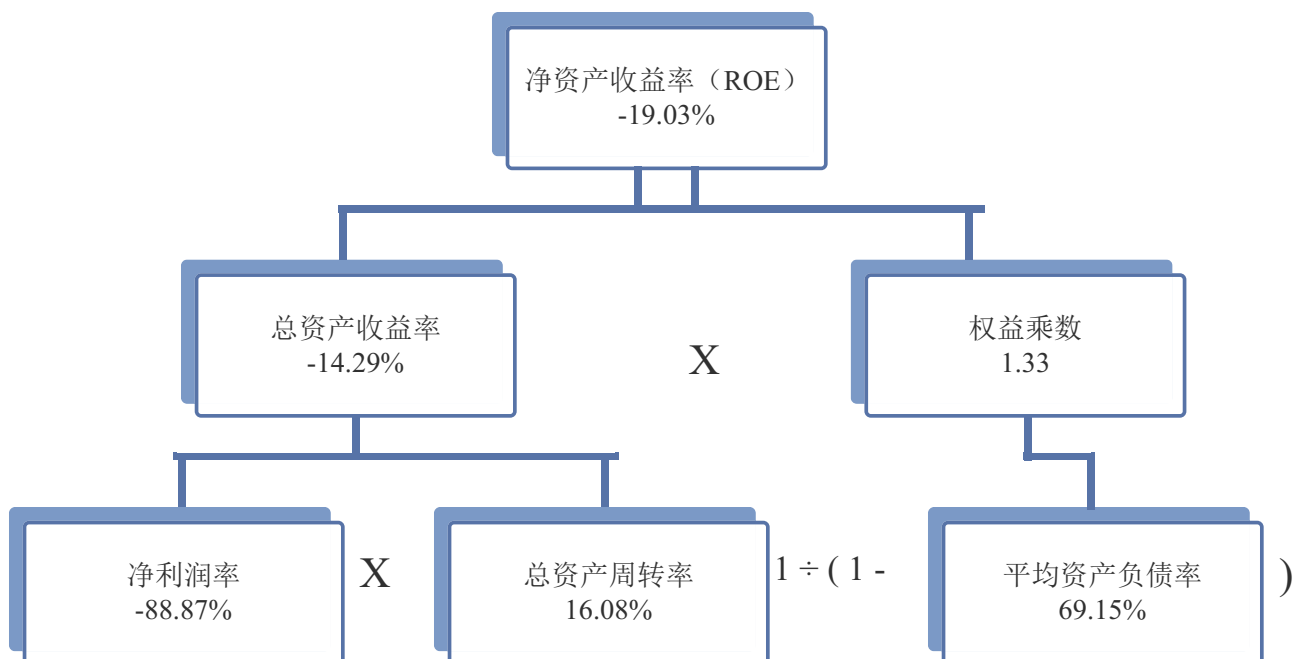 净资产收益率（ROE）
-19.03%
总资产收益率
-14.29%
X
权益乘数
1.33
净利润率
-88.87%
X
总资产周转率
16.08%
1 ÷ ( 1 -
平均资产负债率
69.15%
)